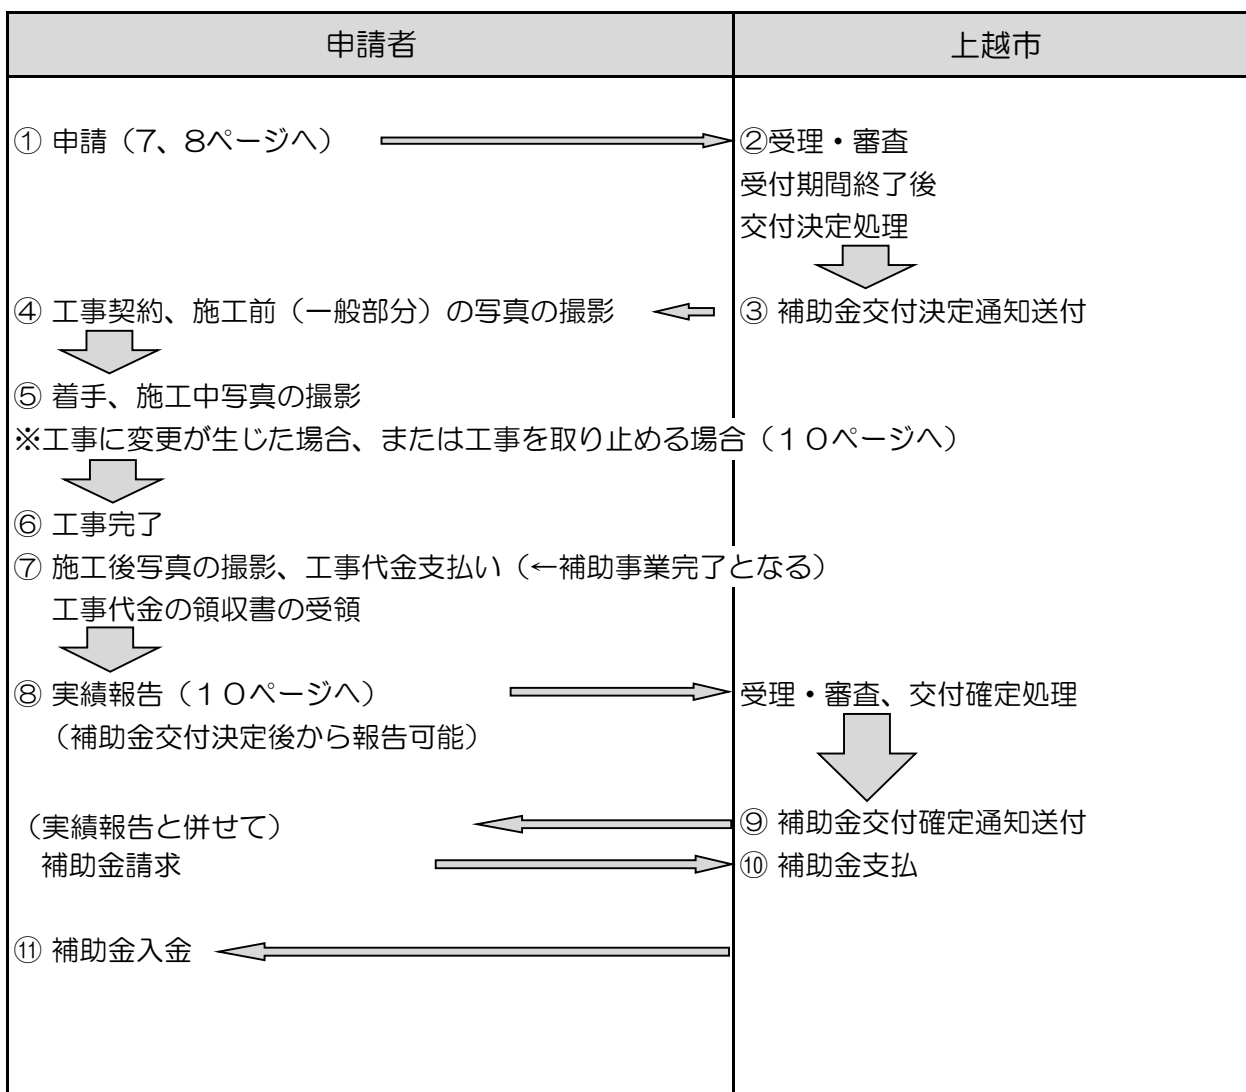 申請者
上越市
① 申請（7、8ページへ）
②受理・審査
受付期間終了後
交付決定処理
④ 工事契約、施工前（一般部分）の写真の撮影
③ 補助金交付決定通知送付
⑤ 着手、施工中写真の撮影
※工事に変更が生じた場合、または工事を取り止める場合（１０ページへ）
⑥ 工事完了
⑦ 施工後写真の撮影、工事代金支払い（←補助事業完了となる）
工事代金の領収書の受領
⑧ 実績報告（１０ページへ）
受理・審査、交付確定処理
（補助金交付決定後から報告可能）
（実績報告と併せて）
⑨ 補助金交付確定通知送付
補助金請求
⑩ 補助金支払
⑪ 補助金入金